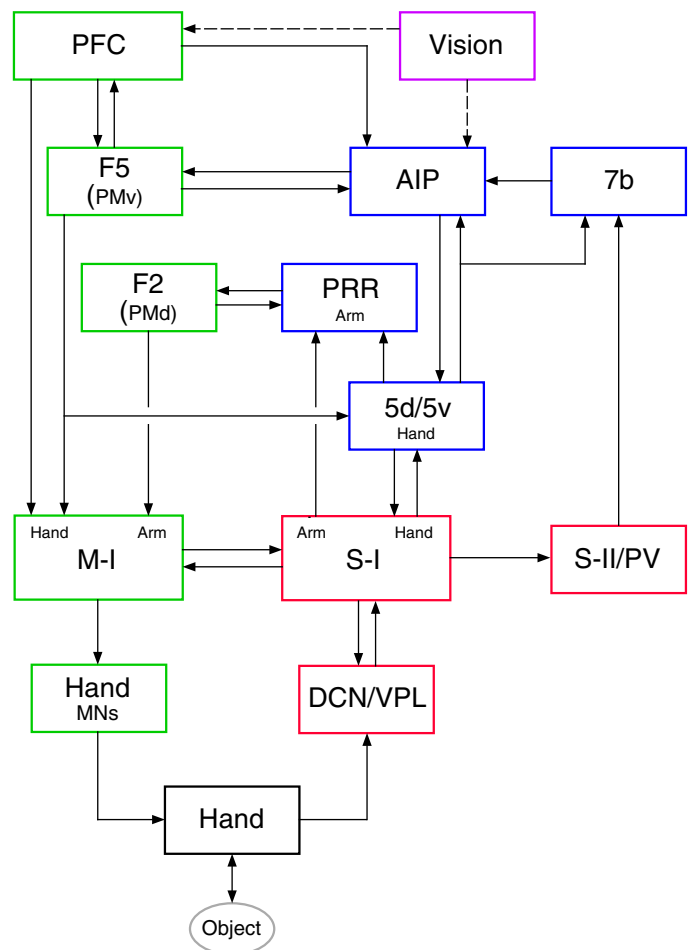 PFC
Vision
F5
(PMv)
AIP
7b
F2
(PMd)
PRR
Arm
5d/5v
Hand
Hand
Arm
M-I
Arm
Hand
S-I
S-II/PV
Hand
MNs
DCN/VPL
Hand
Object